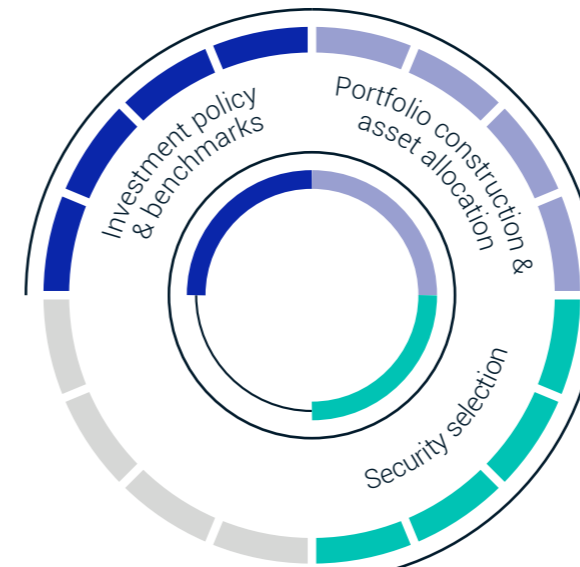 Investment policy
& benchmarks
Portfolio construction &
asset allocation
Security selection